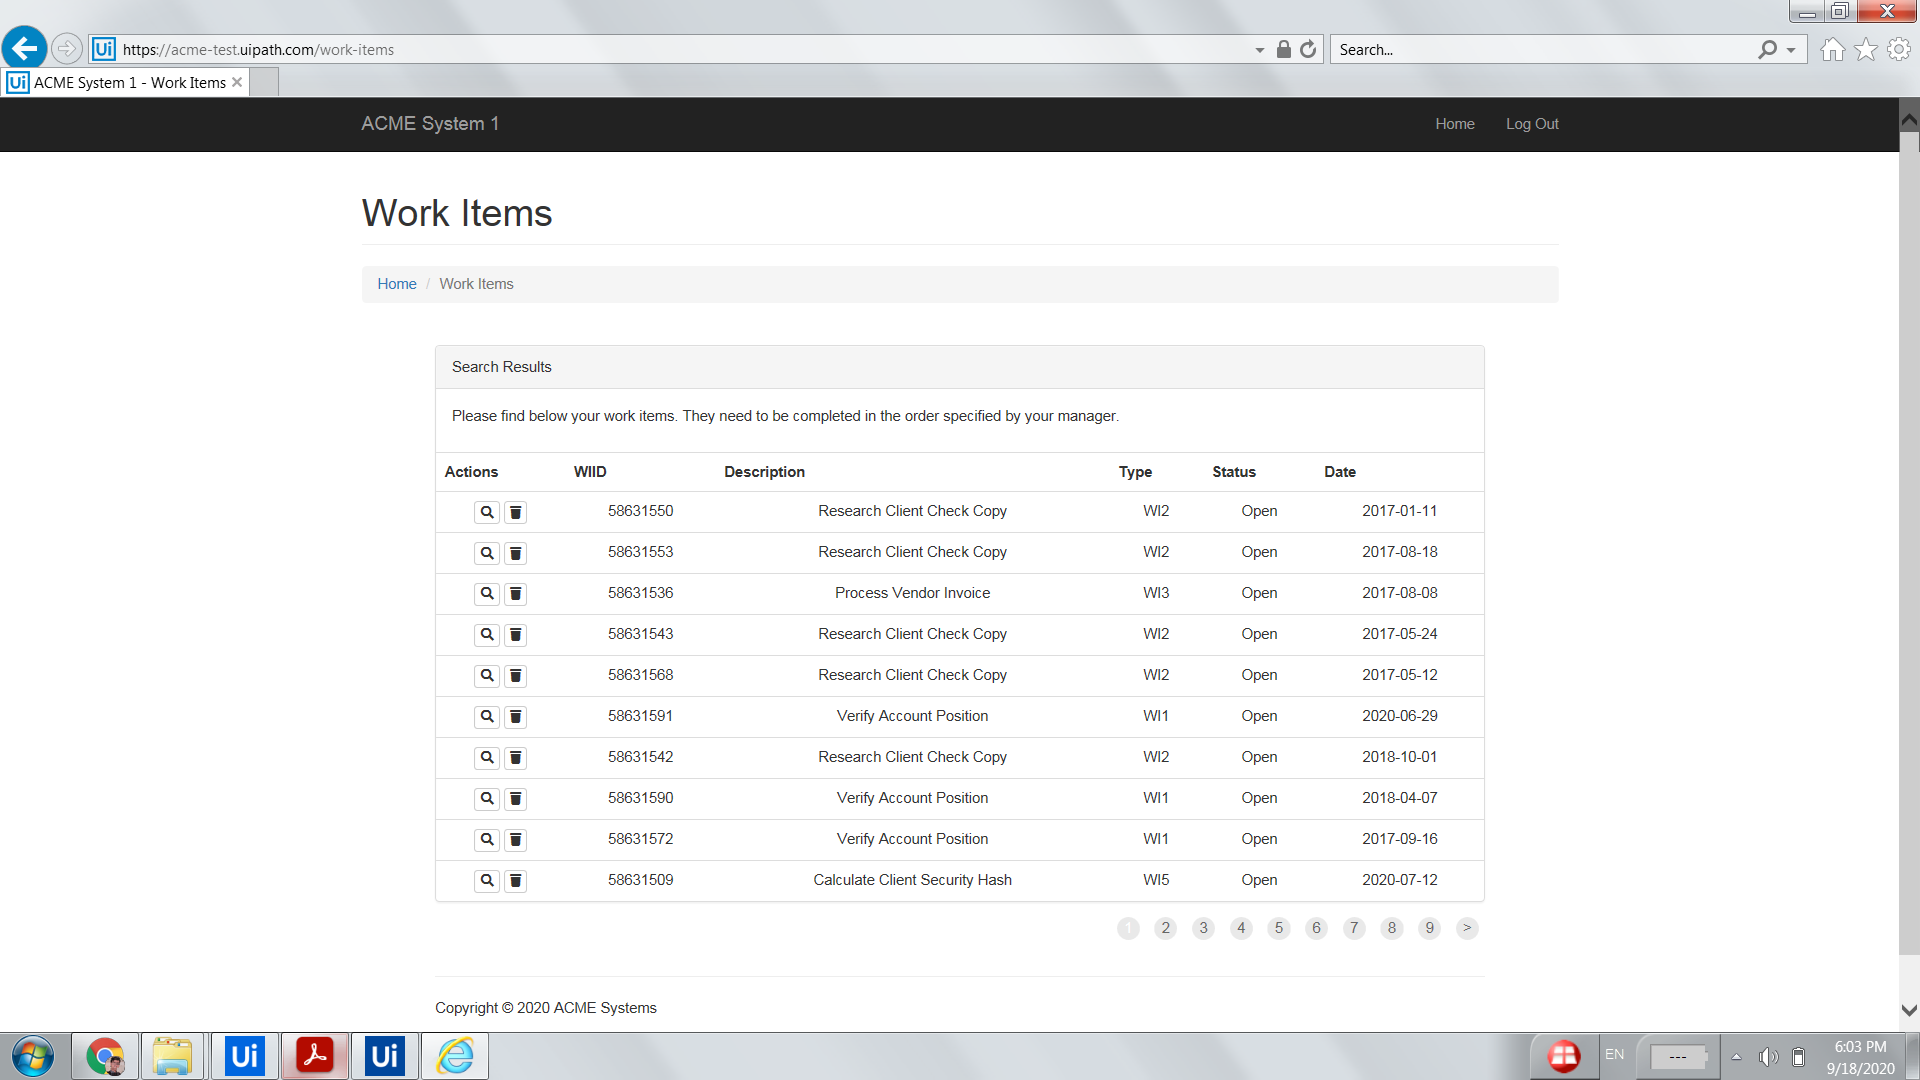 Ui https://acme-test.uipath.com/work-items Search...
Ui ACME System 1 - Work Items
ACME System 1 Home Log Out
Work Items
Home / Work Items
Search Results
Please find below your work items. They need to be completed in the order specified by your manager.
Actions WIID Description Type Status Date
58631550 Research Client Check Copy WI2 Open 2017-01-11
58631553 Research Client Check Copy WI2 Open 2017-08-18
58631536 Process Vendor Invoice WI3 Open 2017-08-08
58631543 Research Client Check Copy WI2 Open 2017-05-24
58631568 Research Client Check Copy WI2 Open 2017-05-12
58631591 Verify Account Position WI1 Open 2020-06-29
58631542 Research Client Check Copy WI2 Open 2018-10-01
58631590 Verify Account Position WI1 Open 2018-04-07
58631572 Verify Account Position WI1 Open 2017-09-16
58631509 Calculate Client Security Hash WI5 Open 2020-07-12
1 2 3 4 5 6 7 8 9 >
Copyright © 2020 ACME Systems
Ui Ui EN --- 6:03 PM
9/18/2020